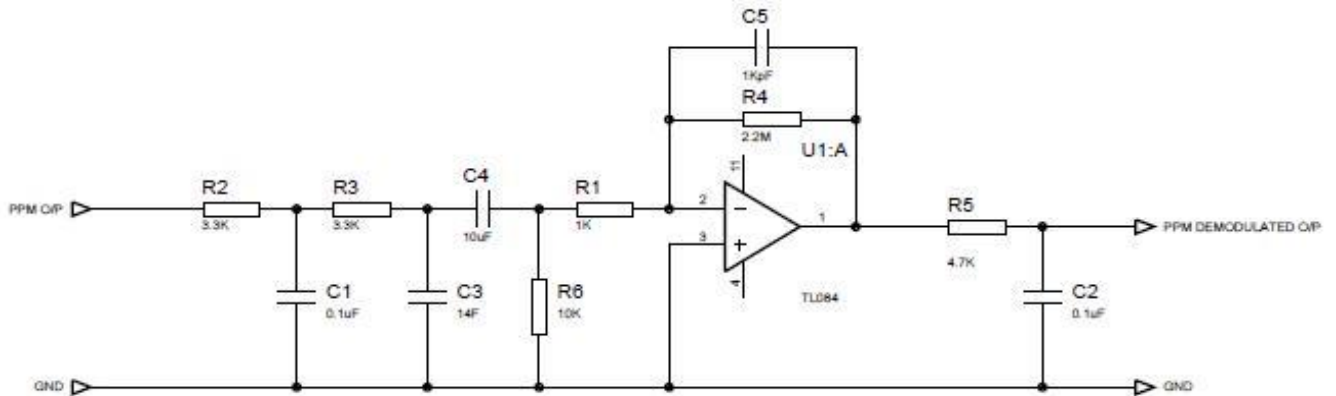 C5
1KpF
R4
2.2M
U1:A
11
R2
3.3K
R3
3.3K
C4
10uF
R1
1K
PPM O/P
2
3
1
4
TL084
R5
4.7K
PPM DEMODULATED O/P
C1
0.1uF
C3
14F
R6
10K
C2
0.1uF
GND
GND